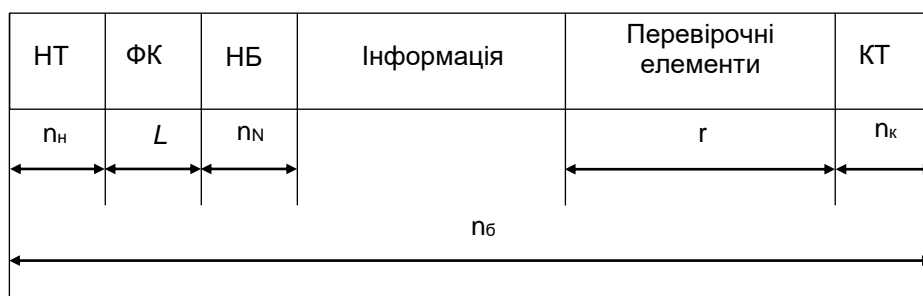 НТ
ФК
НБ
Інформація
Перевірочні
елементи
КТ
nн
L
nN
r
nк
nб